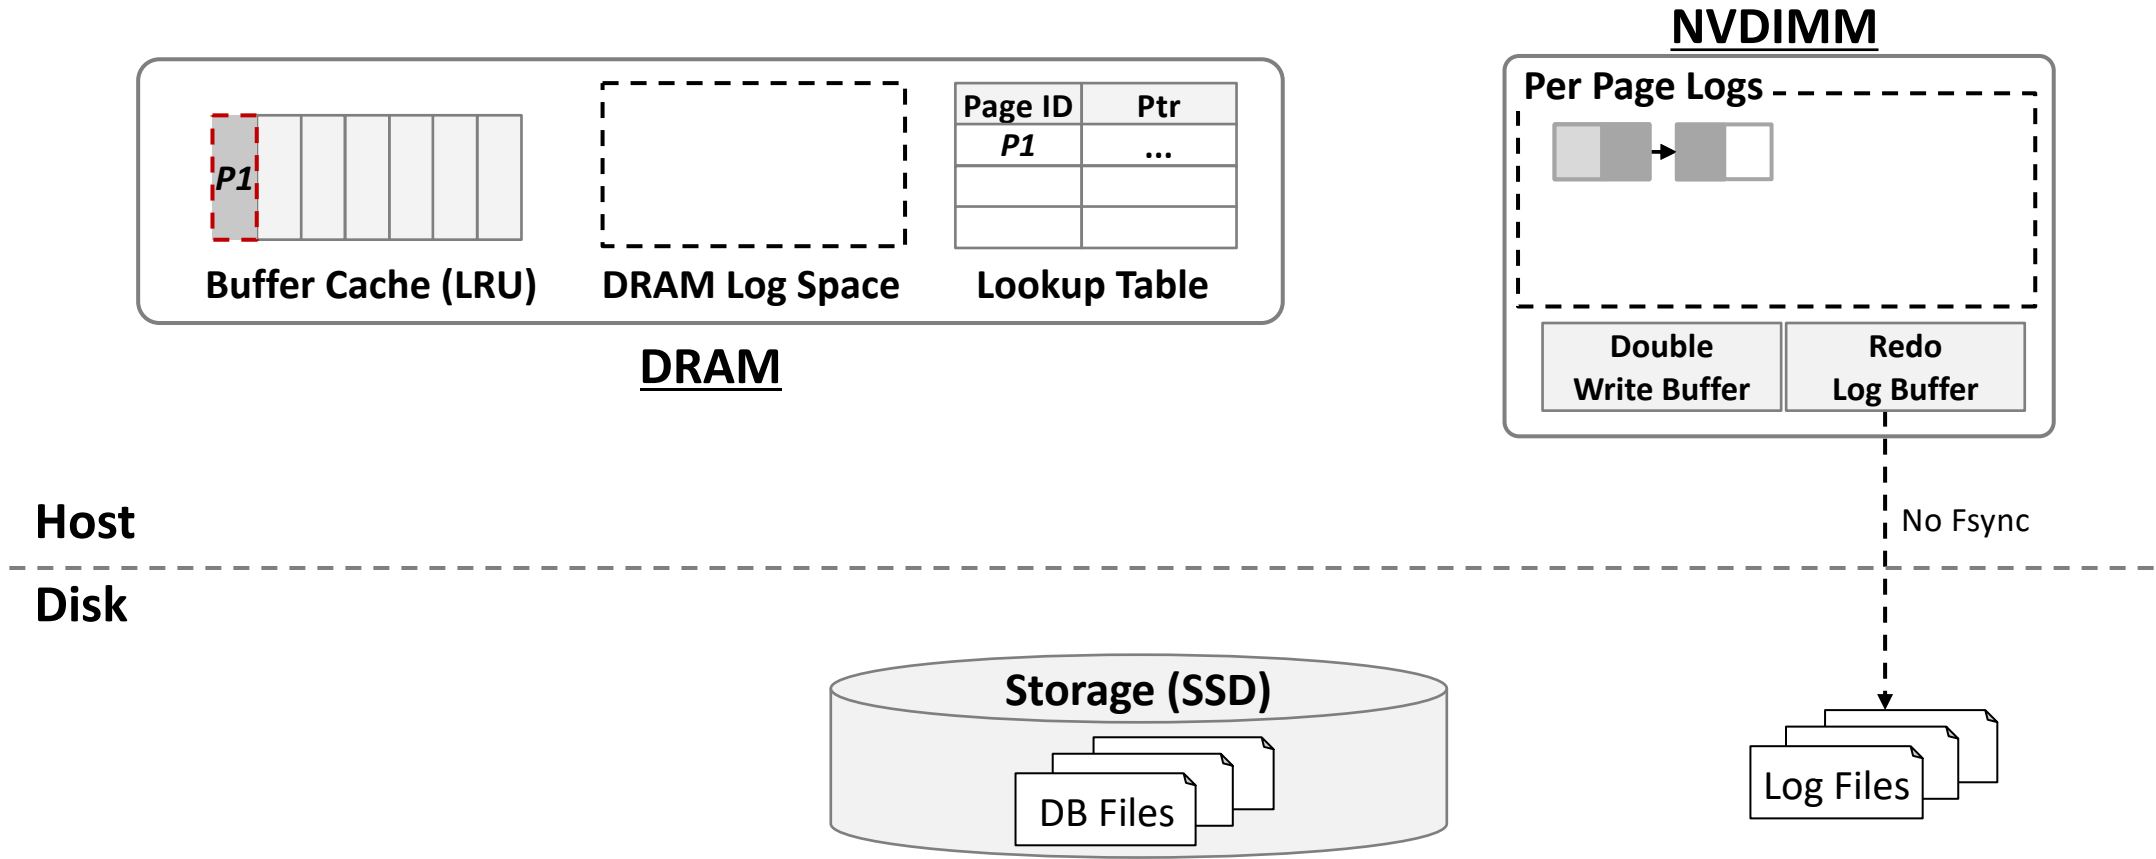 NVDIMM
Per Page Logs
Page ID
Ptr
P1
...
P1
Buffer Cache (LRU)
DRAM Log Space
Lookup Table
DRAM
Double
Write Buffer
Redo
Log Buffer
Host
No Fsync
Disk
Storage (SSD)
DB Files
Log Files